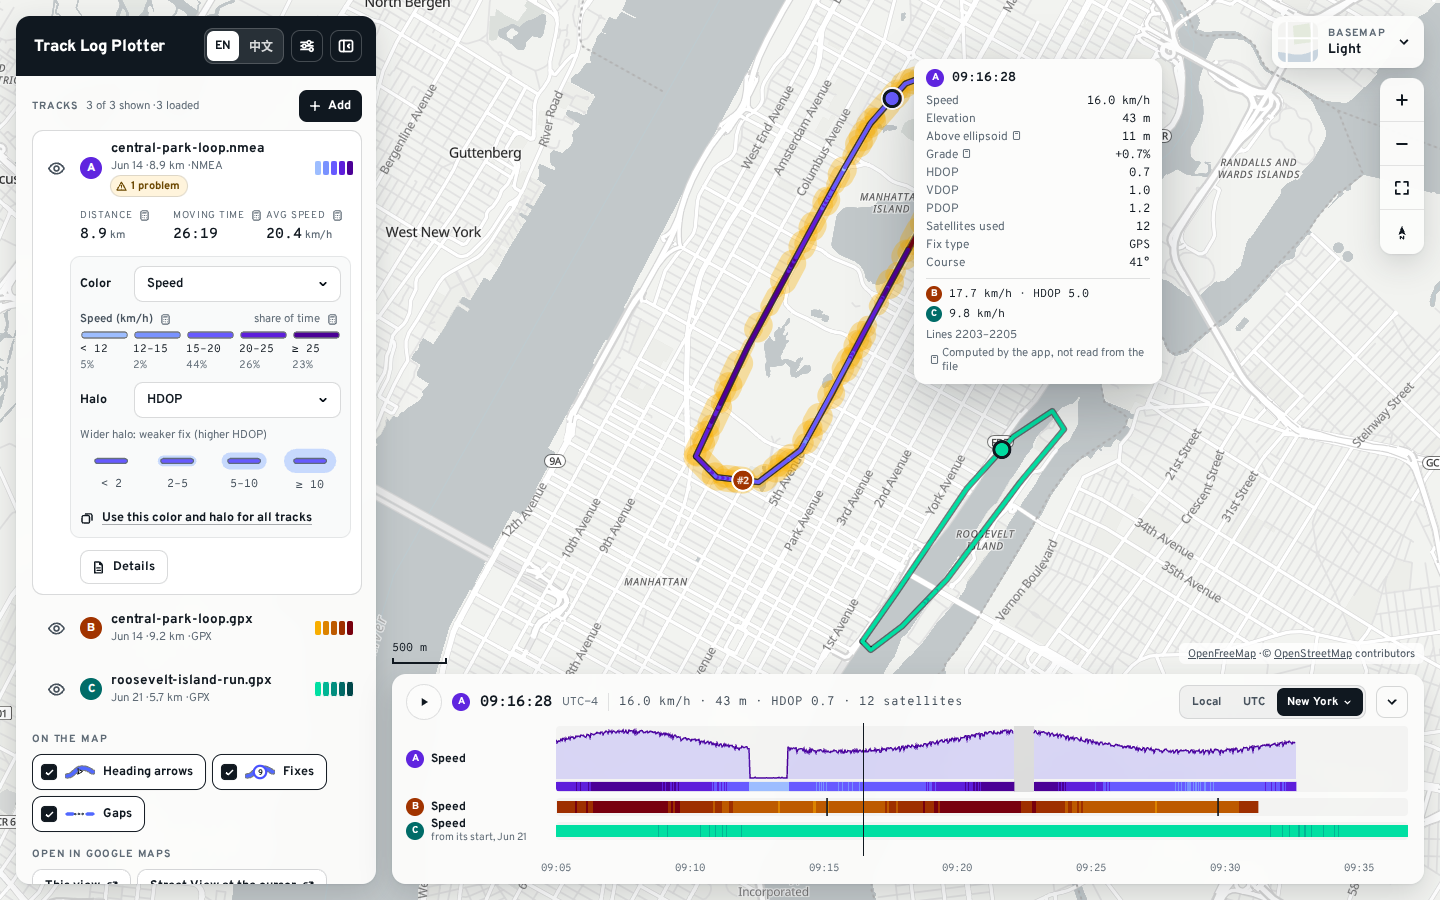 North Bergen
Track Log Plotter
EN
中文
BASEMAP
Light
TRACKS
3 of 3 shown ·3 loaded
Add
A
central-park-loop.nmea
Jun 14 ·8.9 km ·NMEA
1 problem
DISTANCE
MOVING TIME
AVG SPEED
8.9 km
26:19
20.4 km/h
Color
Speed
Speed (km/h)
share of time
< 12
12–15
15–20
20–25
≥ 25
5%
2%
44%
26%
23%
Halo
HDOP
Wider halo: weaker fix (higher HDOP)
< 2
2–5
5–10
≥ 10
Use this color and halo for all tracks
Details
B
central-park-loop.gpx
Jun 14 ·9.2 km ·GPX
C
roosevelt-island-run.gpx
Jun 21 ·5.7 km ·GPX
ON THE MAP
Heading arrows
9
Fixes
Gaps
OPEN IN GOOGLE MAPS
This view
Street View at the cursor
Bergenline Avenue
River Road
Guttenberg
West New York
West End Avenue
Amsterdam Avenue
Columbus Avenue
MANHATTAN
ISLAND
RANDALLS AND
WARDS ISLANDS
A 09:16:28
Speed 16.0 km/h
Elevation 43 m
Above ellipsoid 11 m
Grade +0.7%
HDOP 0.7
VDOP 1.0
PDOP 1.2
Satellites used 12
Fix type GPS
Course 41°
B 17.7 km/h · HDOP 5.0
C 9.8 km/h
Lines 2203–2205
Computed by the app, not read from the
file
N
9A
#2
12th Avenue
10th Avenue
9th Avenue
5th Avenue
Park Avenue
3rd Avenue
2nd Avenue
York Avenue
1st Avenue
MANHATTAN
ROOSEVELT
ISLAND
Vernon Boulevard
Steinway Street
21st Street
Crescent Street
31st Street
34th Avenue
35th Avenue
GC
8th Avenue
500 m
OpenFreeMap ·© OpenStreetMap contributors
A 09:16:28 UTC−4 16.0 km/h · 43 m · HDOP 0.7 · 12 satellites
Local
UTC
New York
A Speed
B Speed
C Speed
from its start, Jun 21
09:05
09:10
09:15
09:20
09:25
09:30
09:35
Incorporated